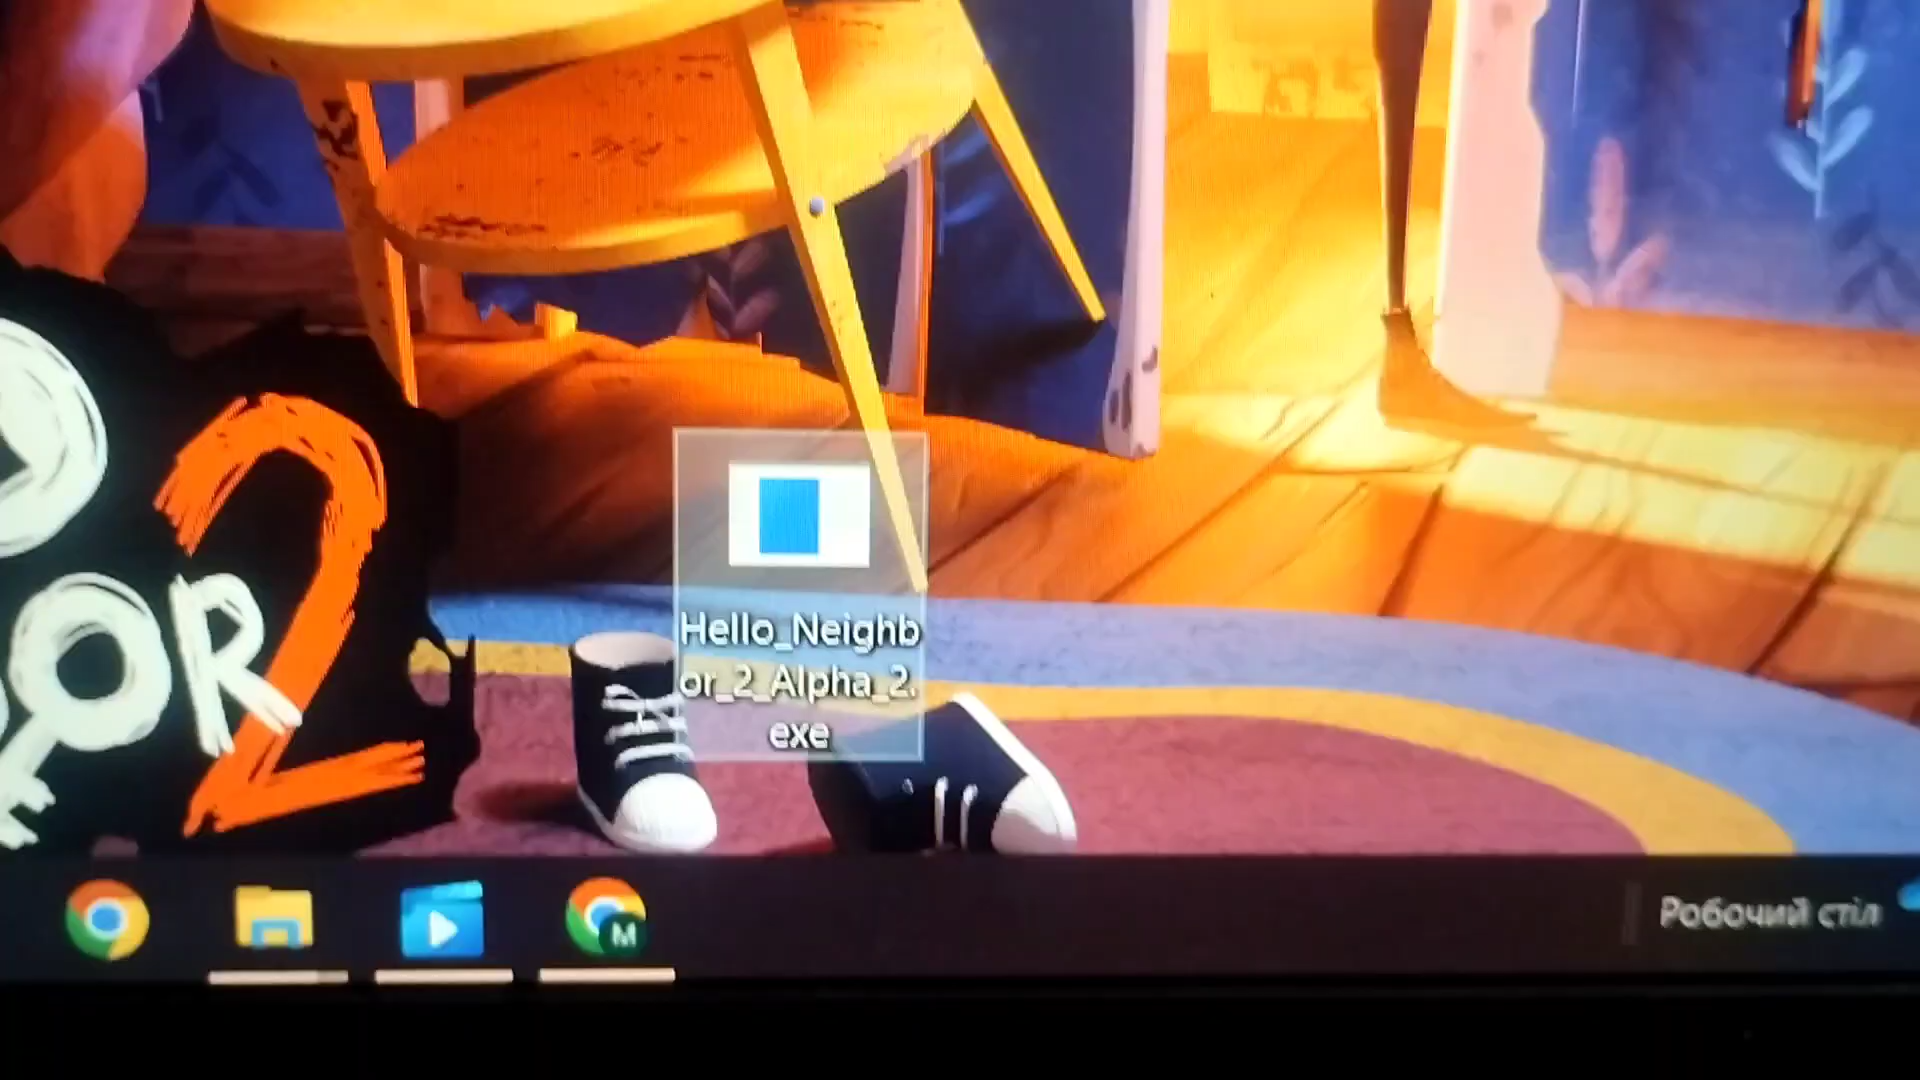 OR
2
Hello_Neighb
or_2_Alpha_2.
exe
M
Робочий стіл